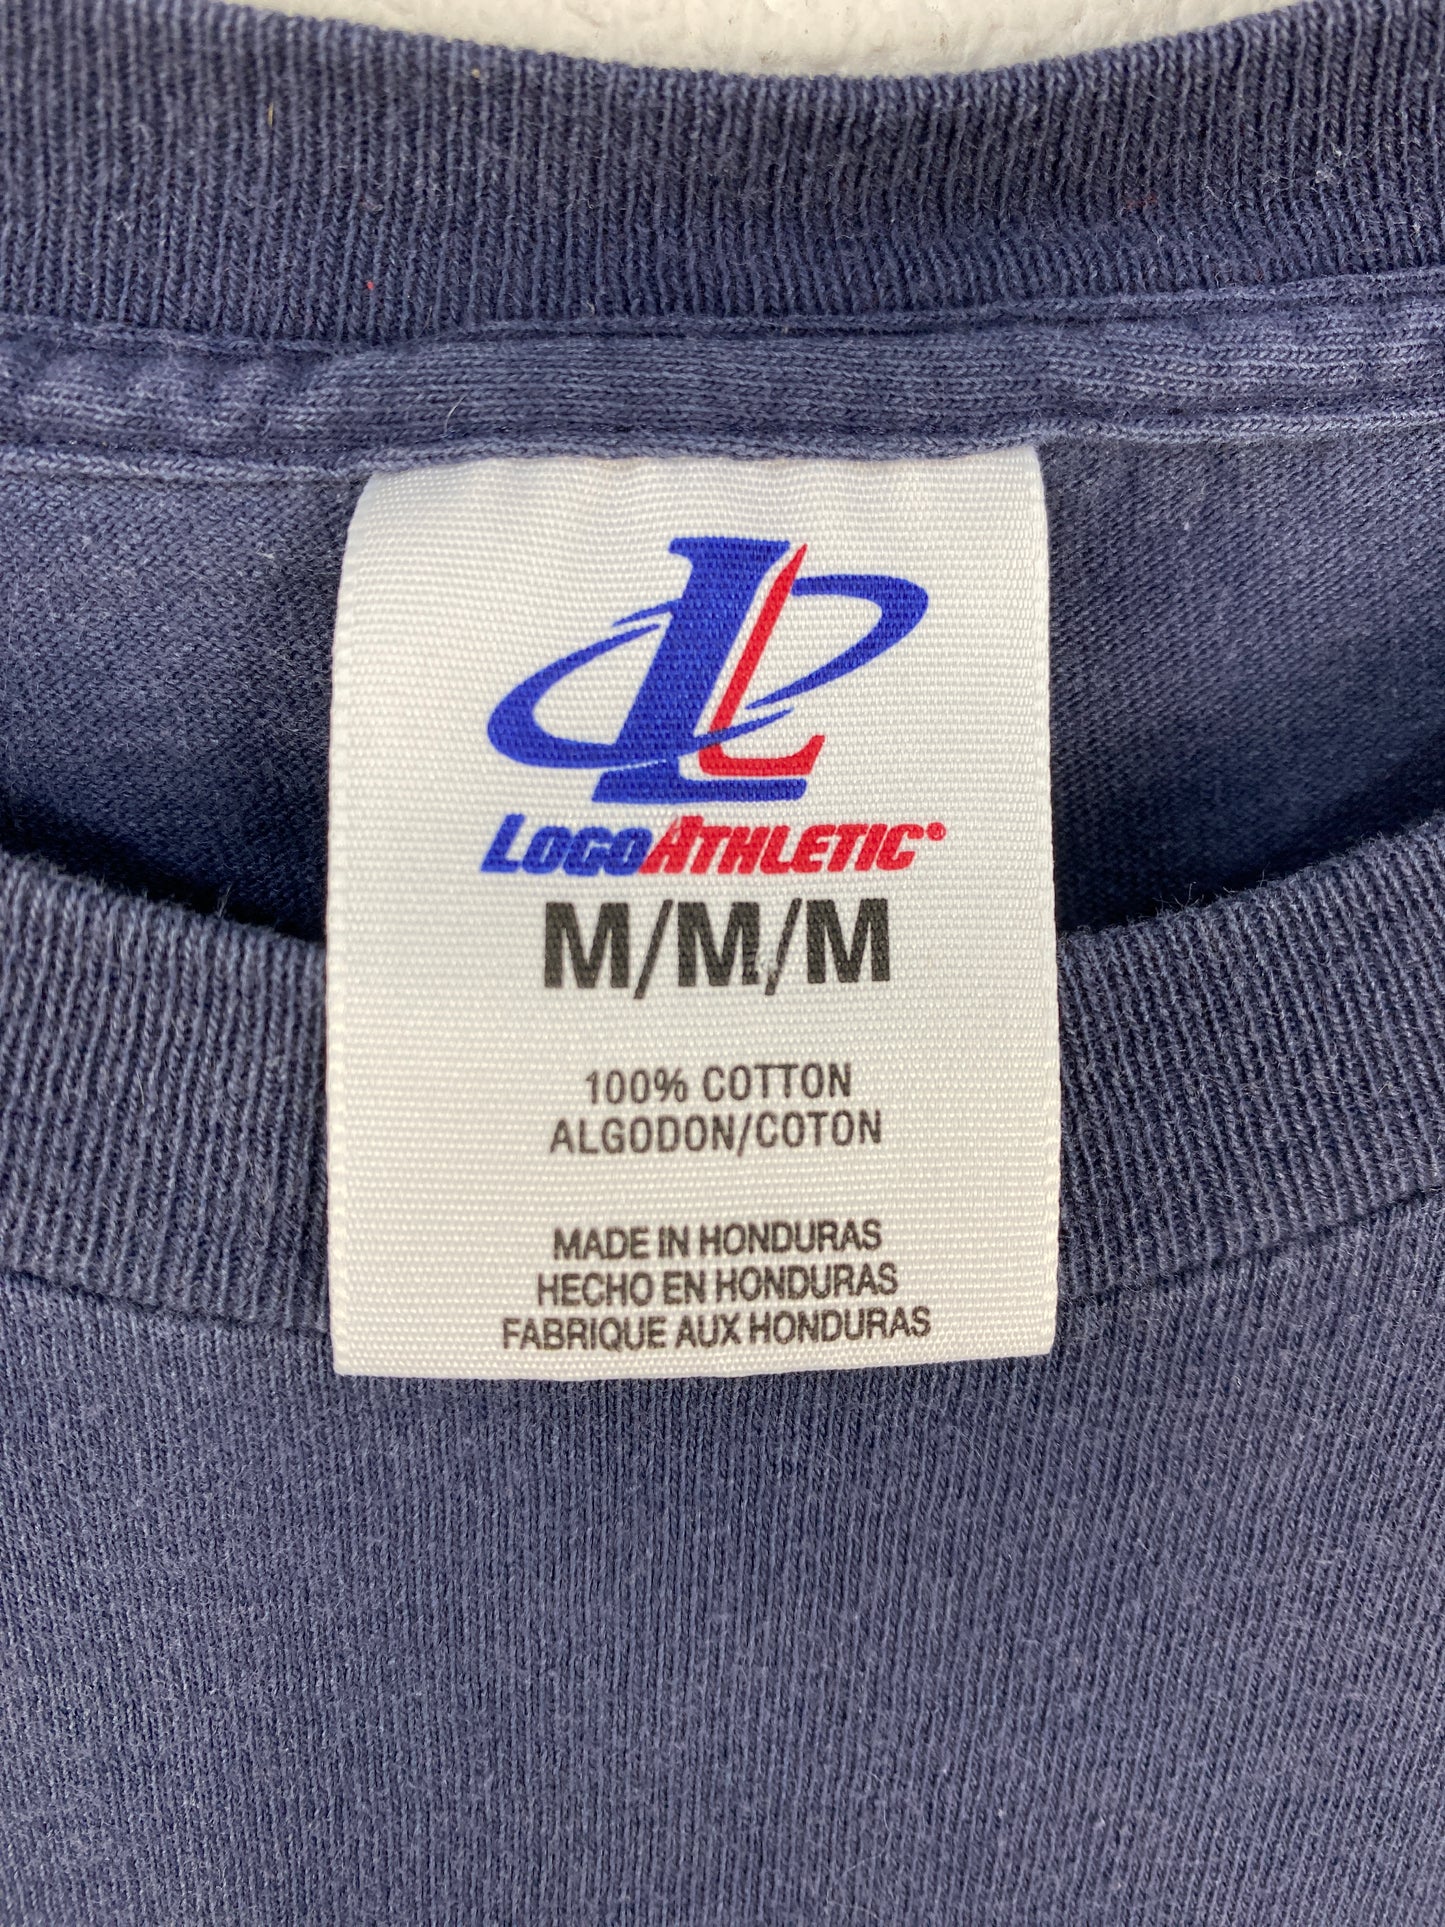 L L
LOGOATHLETIC®
M/M/M
100% COTTON
ALGODON/COTON
MADE IN HONDURAS
HECHO EN HONDURAS
FABRIQUE AUX HONDURAS